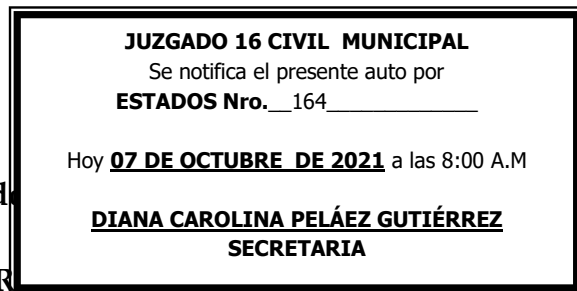 JUZGADO 16 CIVIL MUNICIPAL
Se notifica el presente auto por
ESTADOS Nro.__164_____________
Hoy 07 DE OCTUBRE DE 2021 a las 8:00 A.M
DIANA CAROLINA PELÁEZ GUTIÉRREZ
SECRETARIA